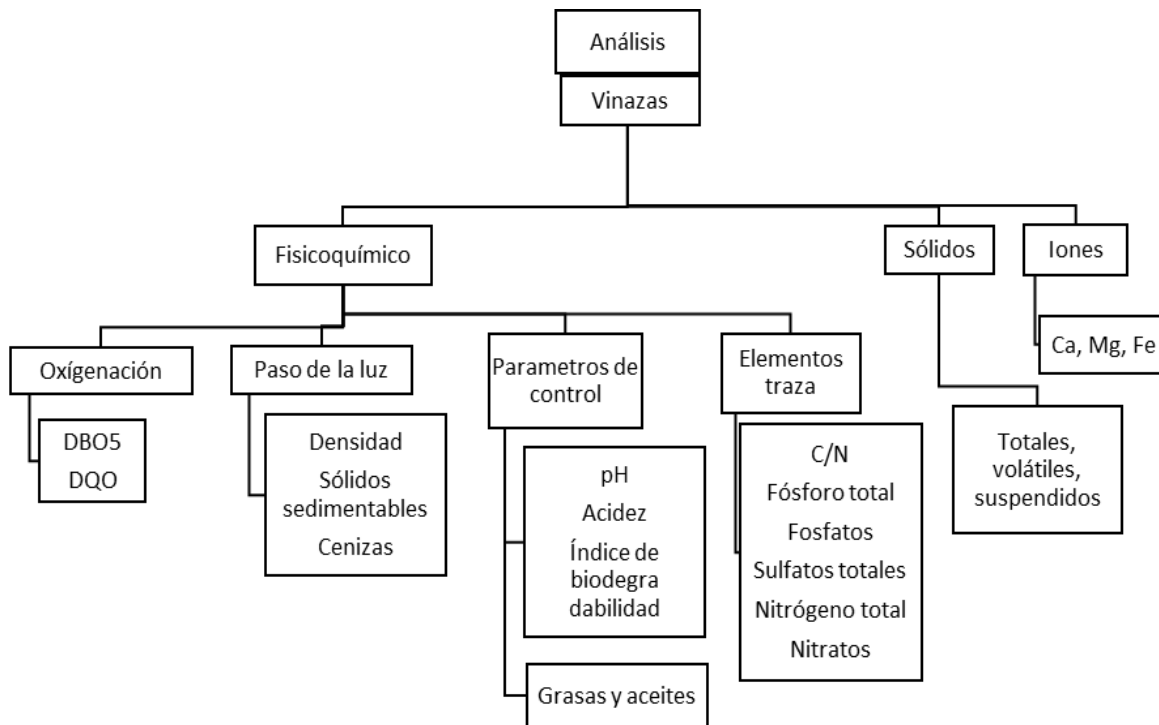 Análisis
Vinazas
Fisicoquímico
Sólidos
Iones
Oxígenación
Paso de la luz
Parametros de
control
Elementos
traza
Ca, Mg, Fe
DBO5
DQO
Densidad
Sólidos
sedimentables
Cenizas
pH
Acidez
Índice de
biodegra
dabilidad
Grasas y aceites
C/N
Fósforo total
Fosfatos
Sulfatos totales
Nitrógeno total
Nitratos
Totales,
volátiles,
suspendidos